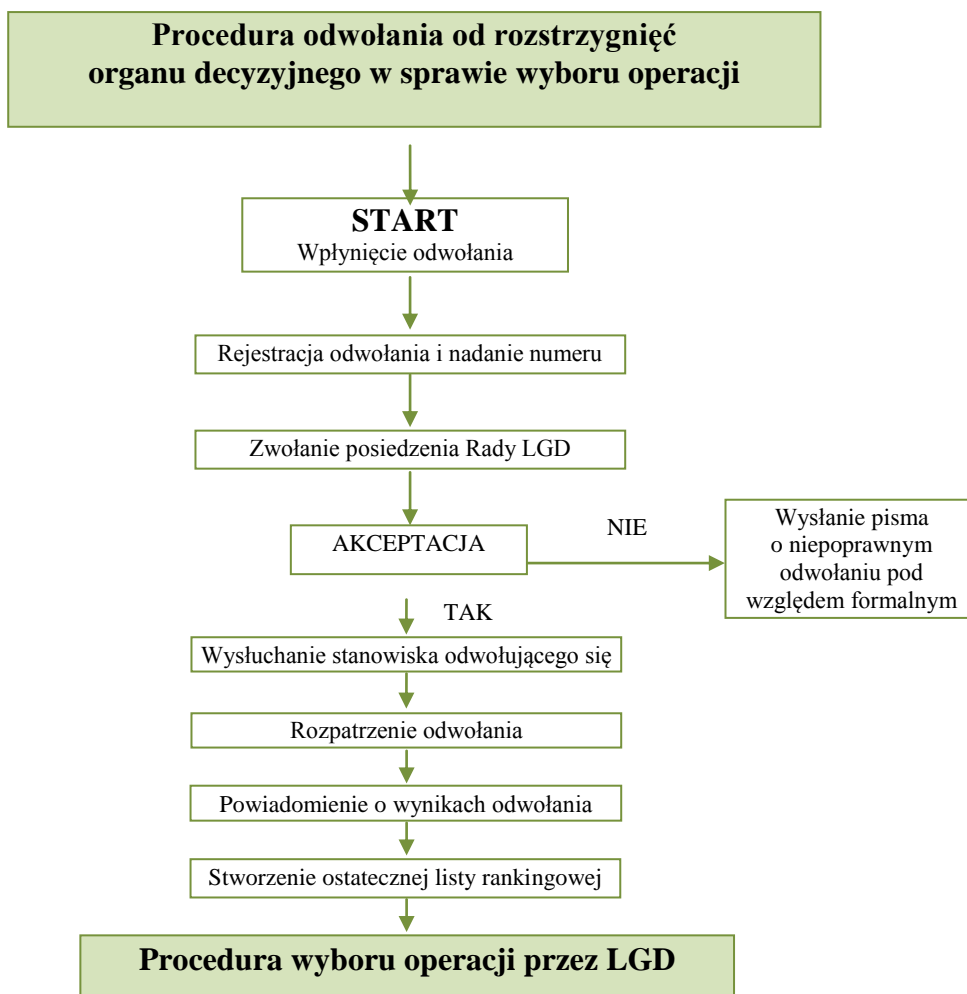 Procedura odwołania od rozstrzygnięć
organu decyzyjnego w sprawie wyboru operacji
START
Wpłynięcie odwołania
Rejestracja odwołania i nadanie numeru
Zwołanie posiedzenia Rady LGD
AKCEPTACJA
NIE
Wysłanie pisma
o niepoprawnym
odwołaniu pod
względem formalnym
TAK
Wysłuchanie stanowiska odwołującego się
Rozpatrzenie odwołania
Powiadomienie o wynikach odwołania
Stworzenie ostatecznej listy rankingowej
Procedura wyboru operacji przez LGD